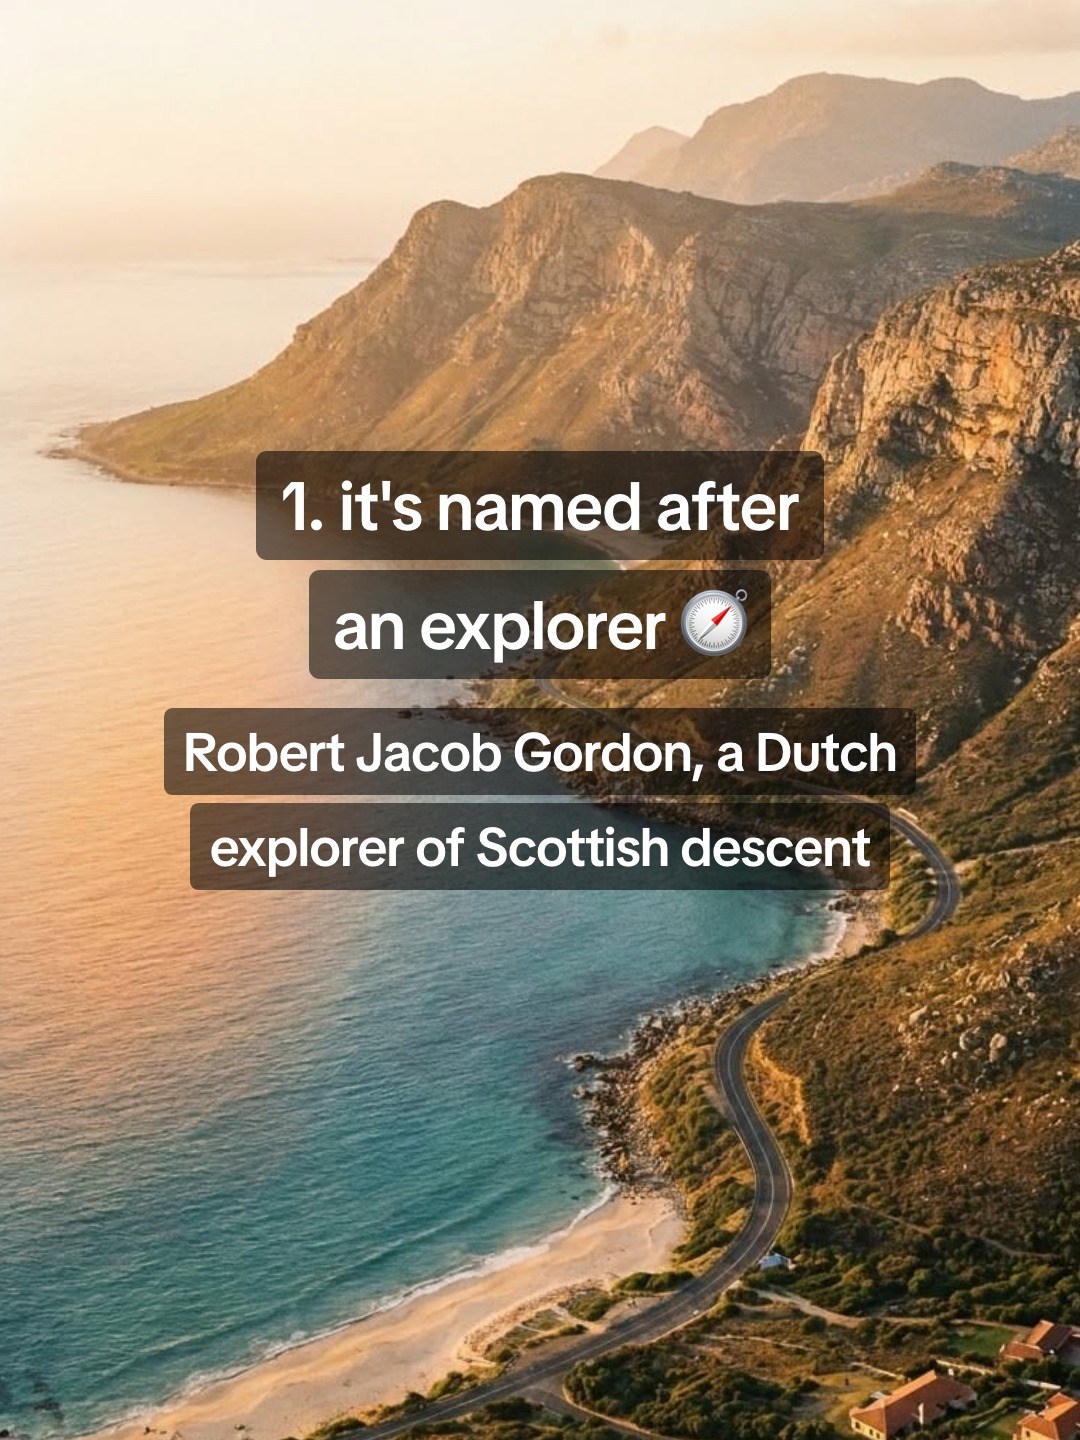 1. it's named after
an explorer 🧭
Robert Jacob Gordon, a Dutch
explorer of Scottish descent